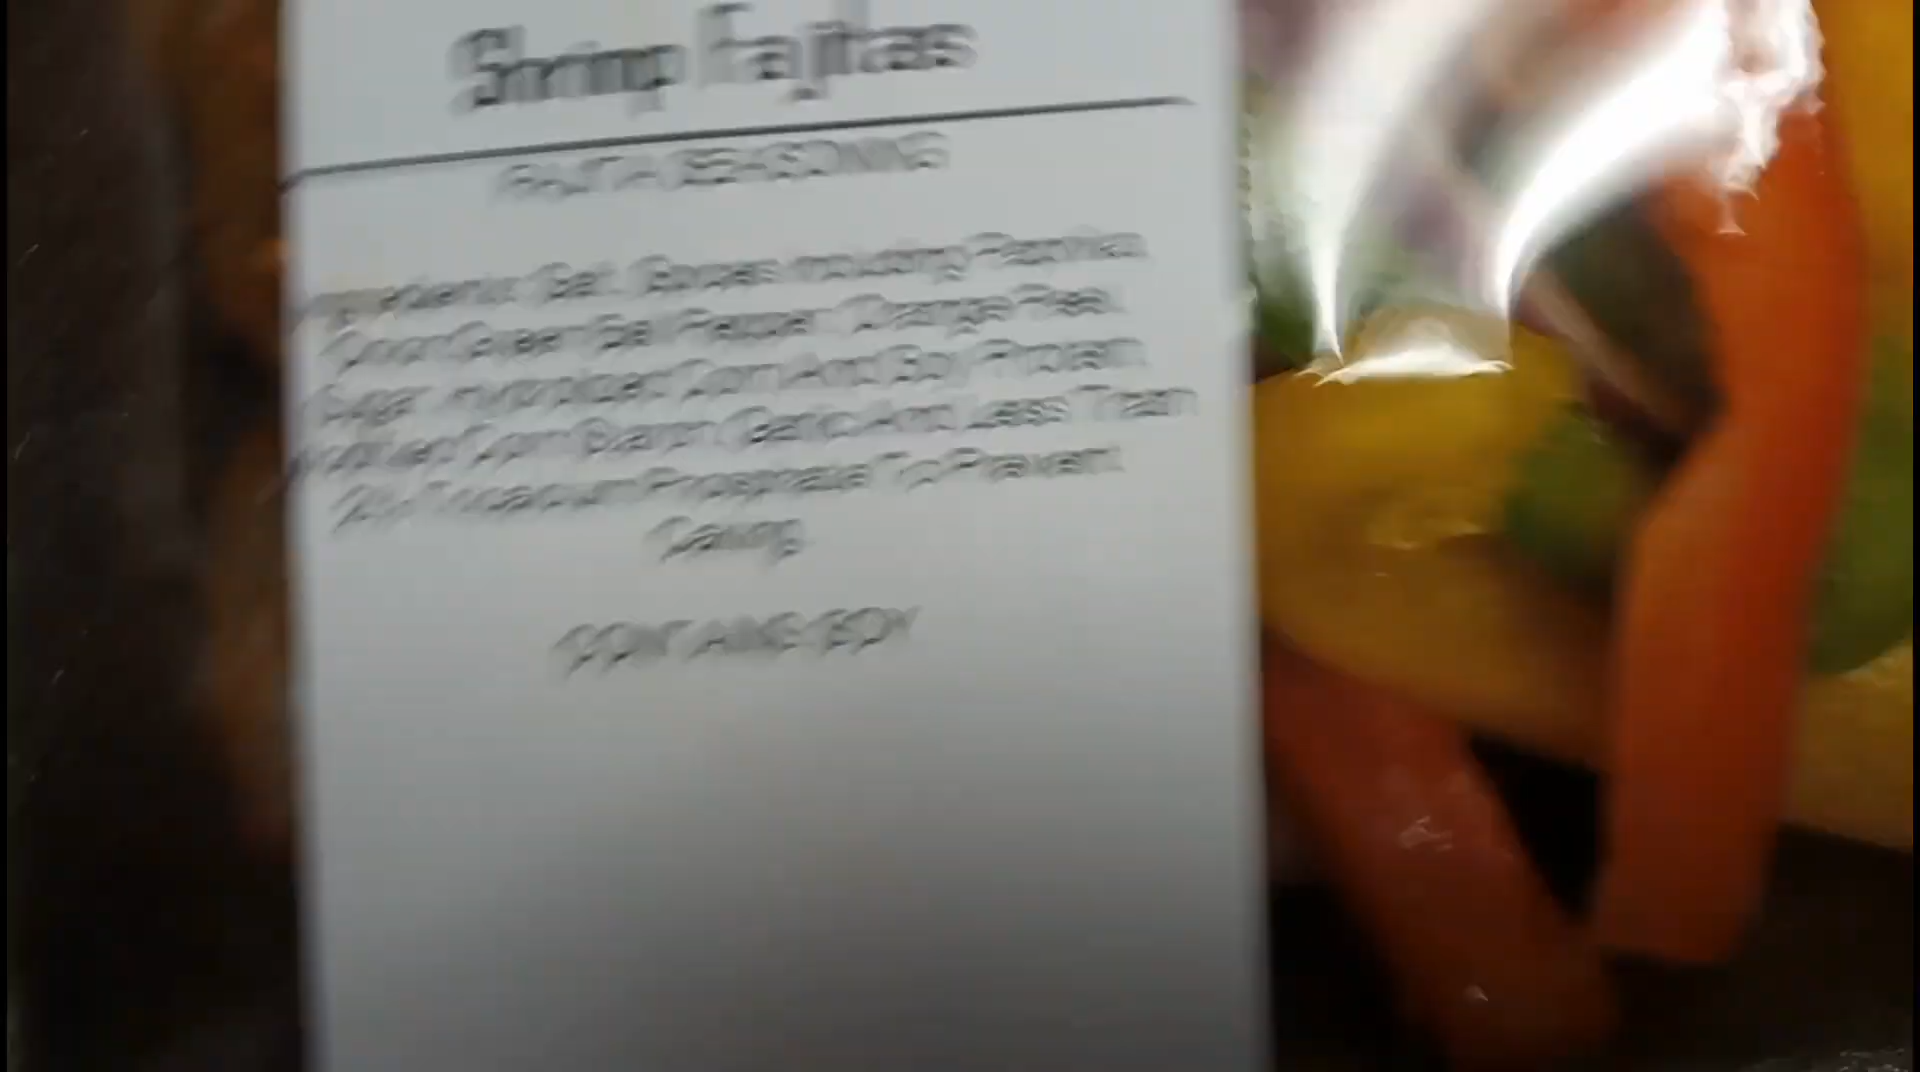 Shrimp Fajitas
FAJITA SEASONING
Ingredients: Salt, Spices Including Paprika,
Onion, Green Bell Pepper, Orange Peel,
Sugar, Hydrolyzed Corn And Soy Protein,
Modified Corn Starch, Garlic, And Less Than
2% Tricalcium Phosphate To Prevent
Caking.
CONTAINS SOY